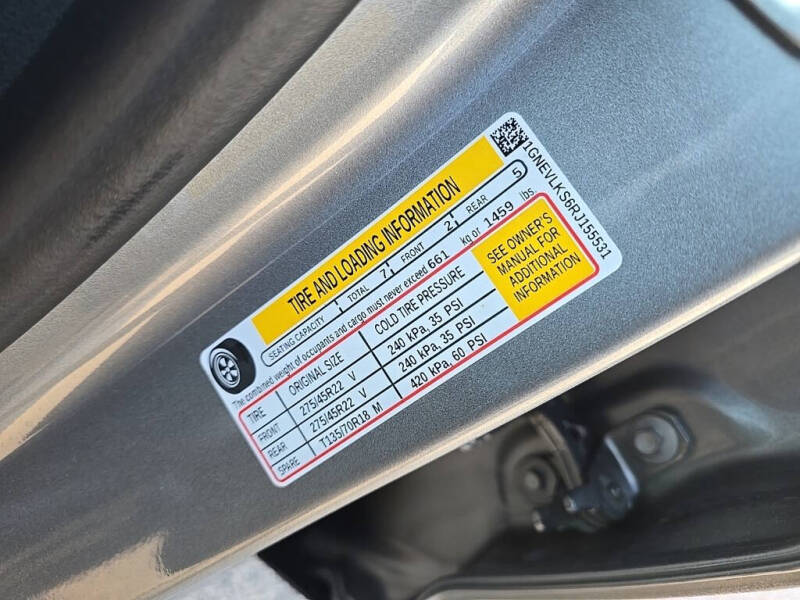 TIRE AND LOADING INFORMATION
SEATING CAPACITY TOTAL 7 FRONT 2 REAR 5
The combined weight of occupants and cargo must never exceed 661 kg or 1459 lbs.
TIRE ORIGINAL SIZE COLD TIRE PRESSURE
FRONT 275/45R22 V 240 kPa, 35 PSI
REAR 275/45R22 V 240 kPa, 35 PSI
SPARE T135/70R18 M 420 kPa, 60 PSI
SEE OWNER'S
MANUAL FOR
ADDITIONAL
INFORMATION
1GNEVLKS6RJ155531